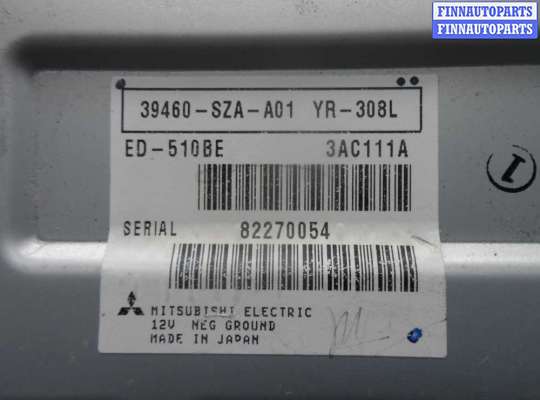 FINNAUTOPARTS
FINNAUTOPARTS
39460-SZA-A01 YR-308L
ED-510BE 3AC111A
SERIAL 82270054
MITSUBISHI ELECTRIC
12V NEG GROUND
MADE IN JAPAN
1